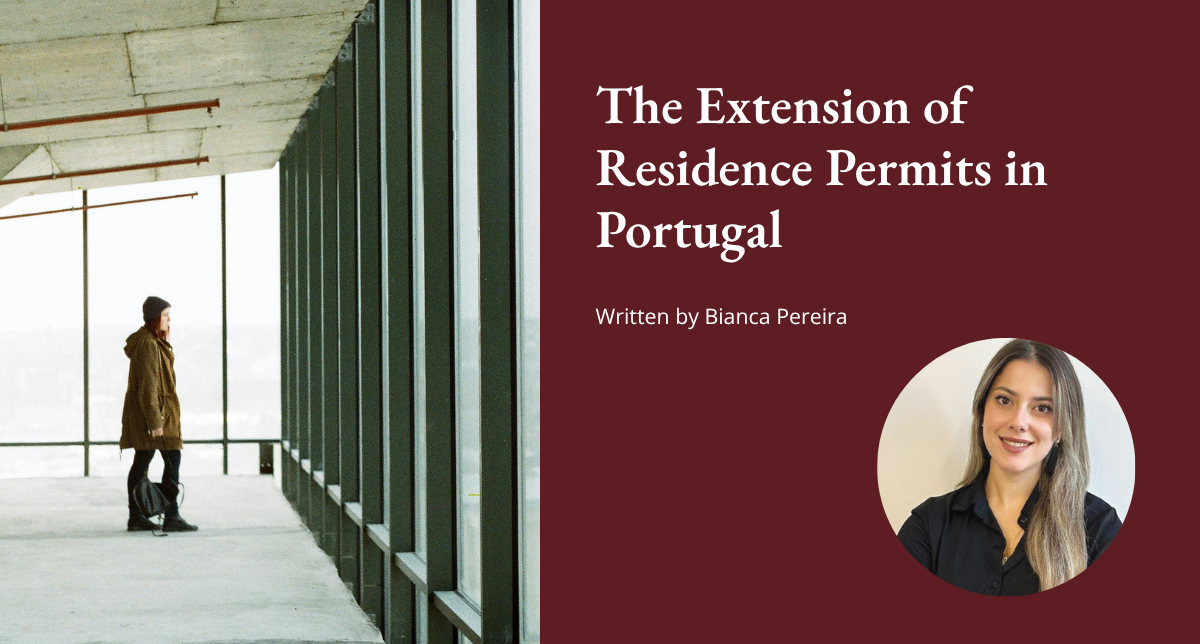 The Extension of
Residence Permits in
Portugal
Written by Bianca Pereira